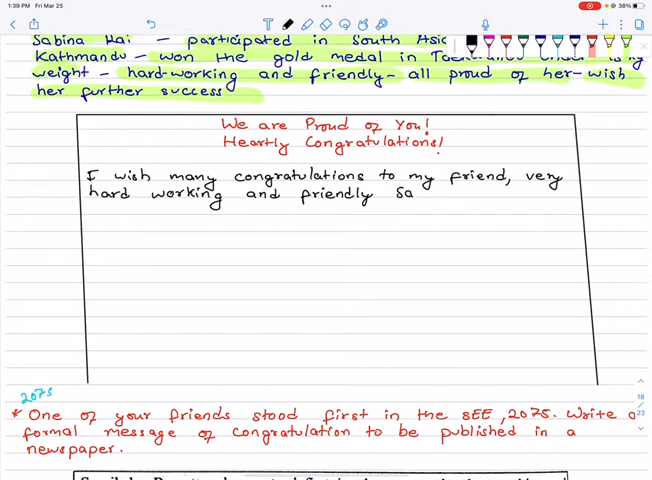 1:39 PM Fri Mar 25
38%
Sabina Rai - participated in South Asi
Kathmandu - won the gold medal in
weight - hard-working and friendly - all proud of her - wish
her further success
We are Proud of You!
Heartly Congratulations!
I wish many congratulations to my friend, very
hard working and friendly Sa
2075
* One of your friends stood first in the SEE, 2075. Write a
formal message of congratulation to be published in a
newspaper.
18
23